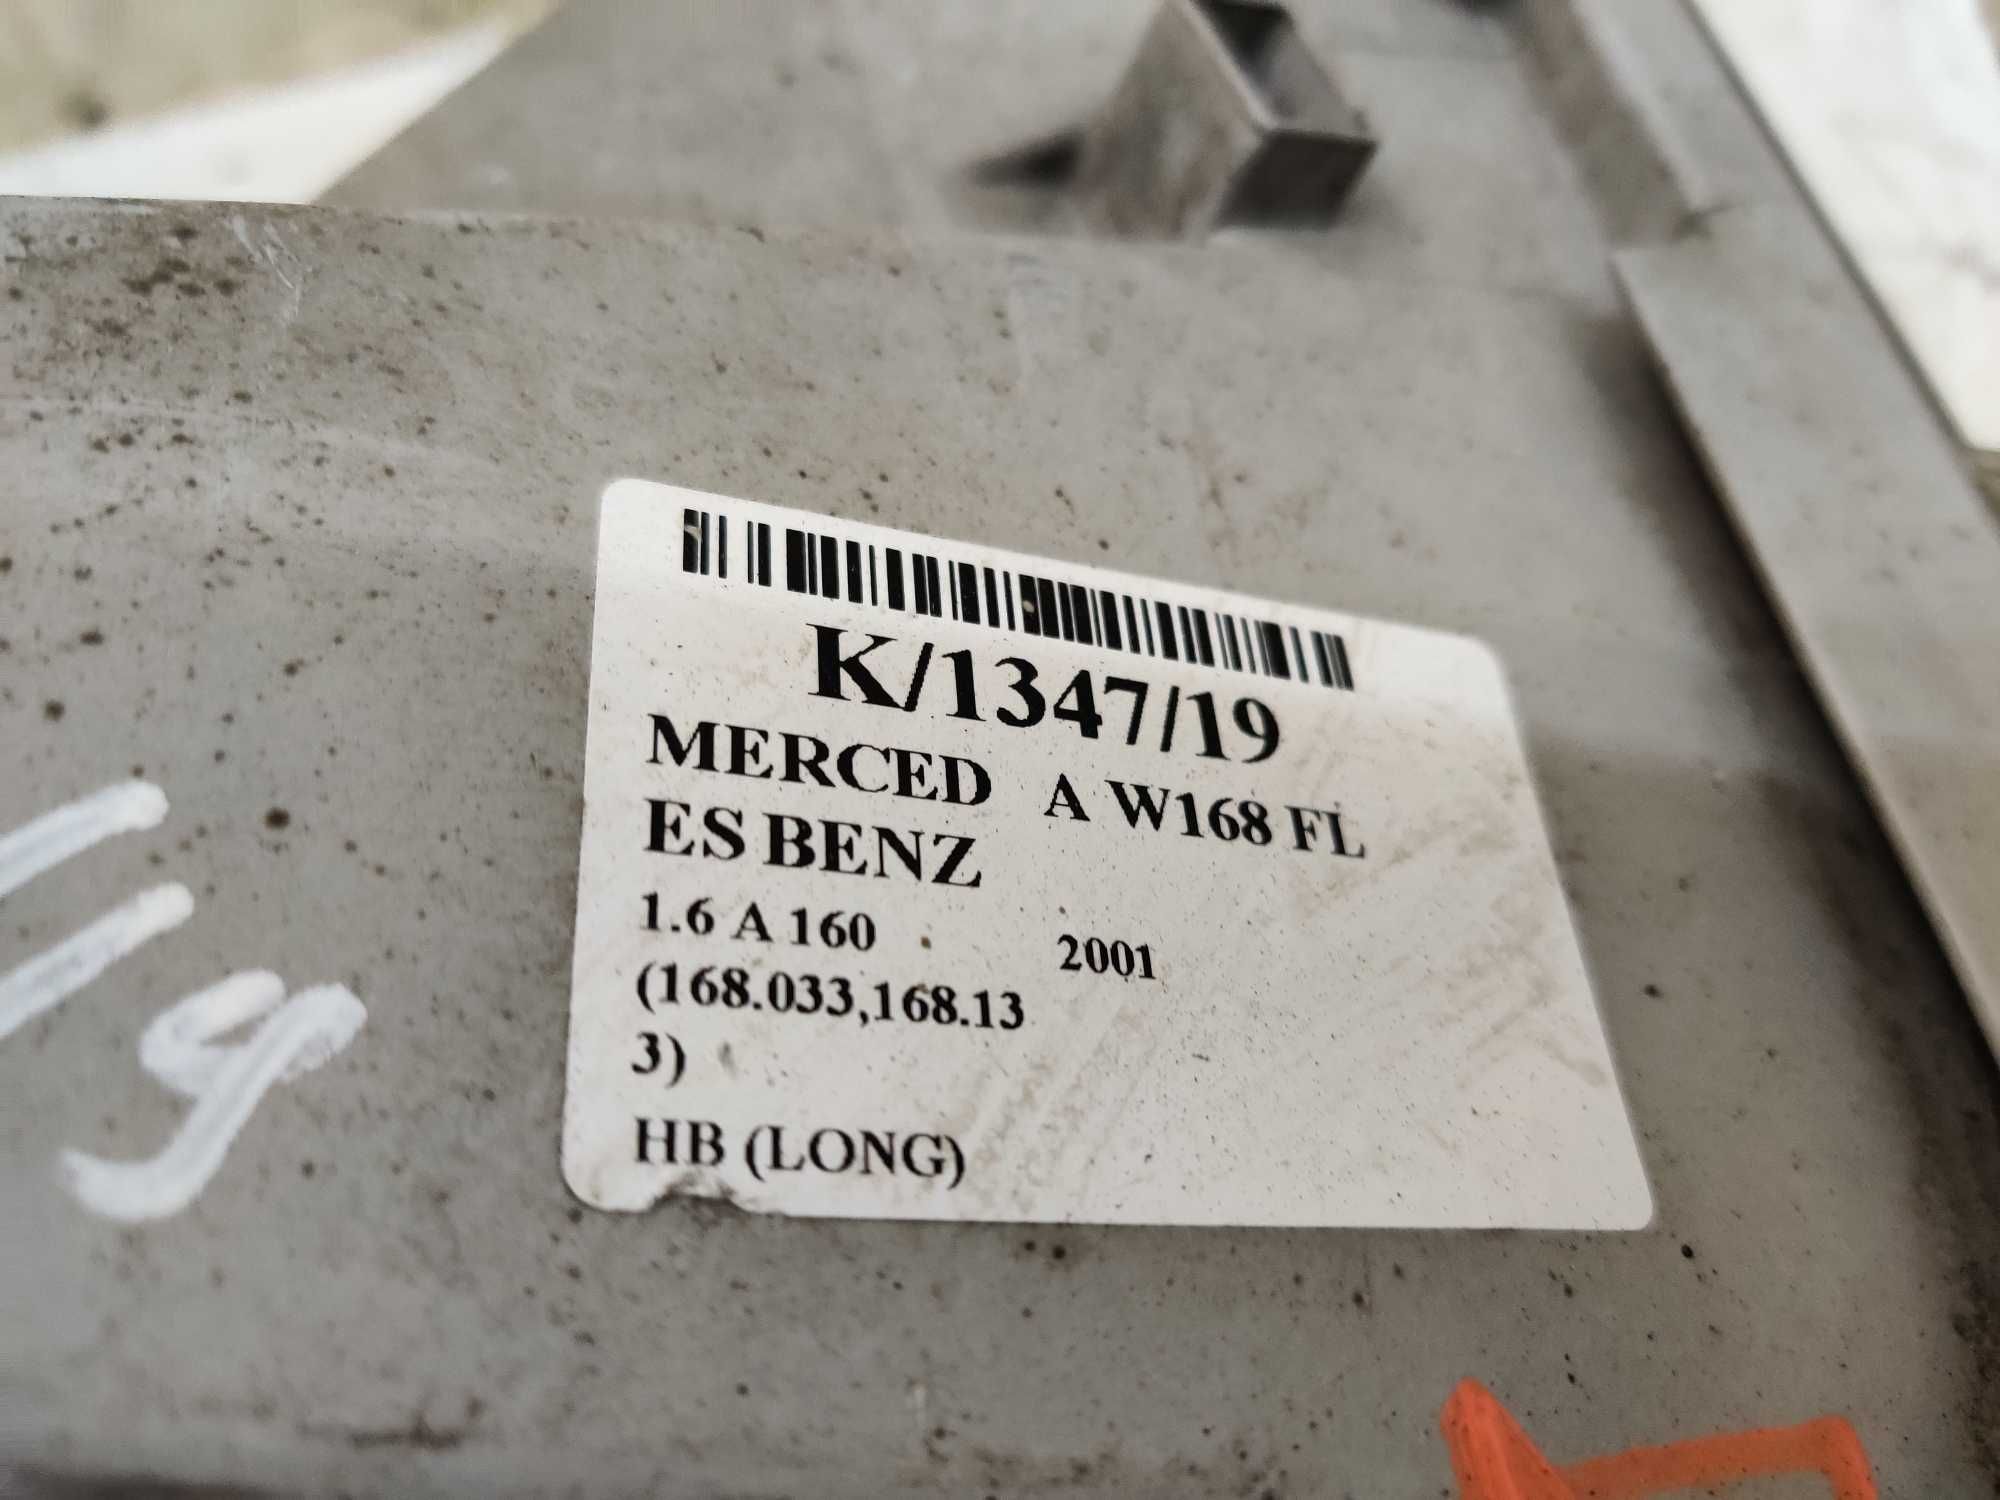 K/1347/19
MERCED A W168 FL
ES BENZ
1.6 A 160 2001
(168.033,168.13
3)
HB (LONG)